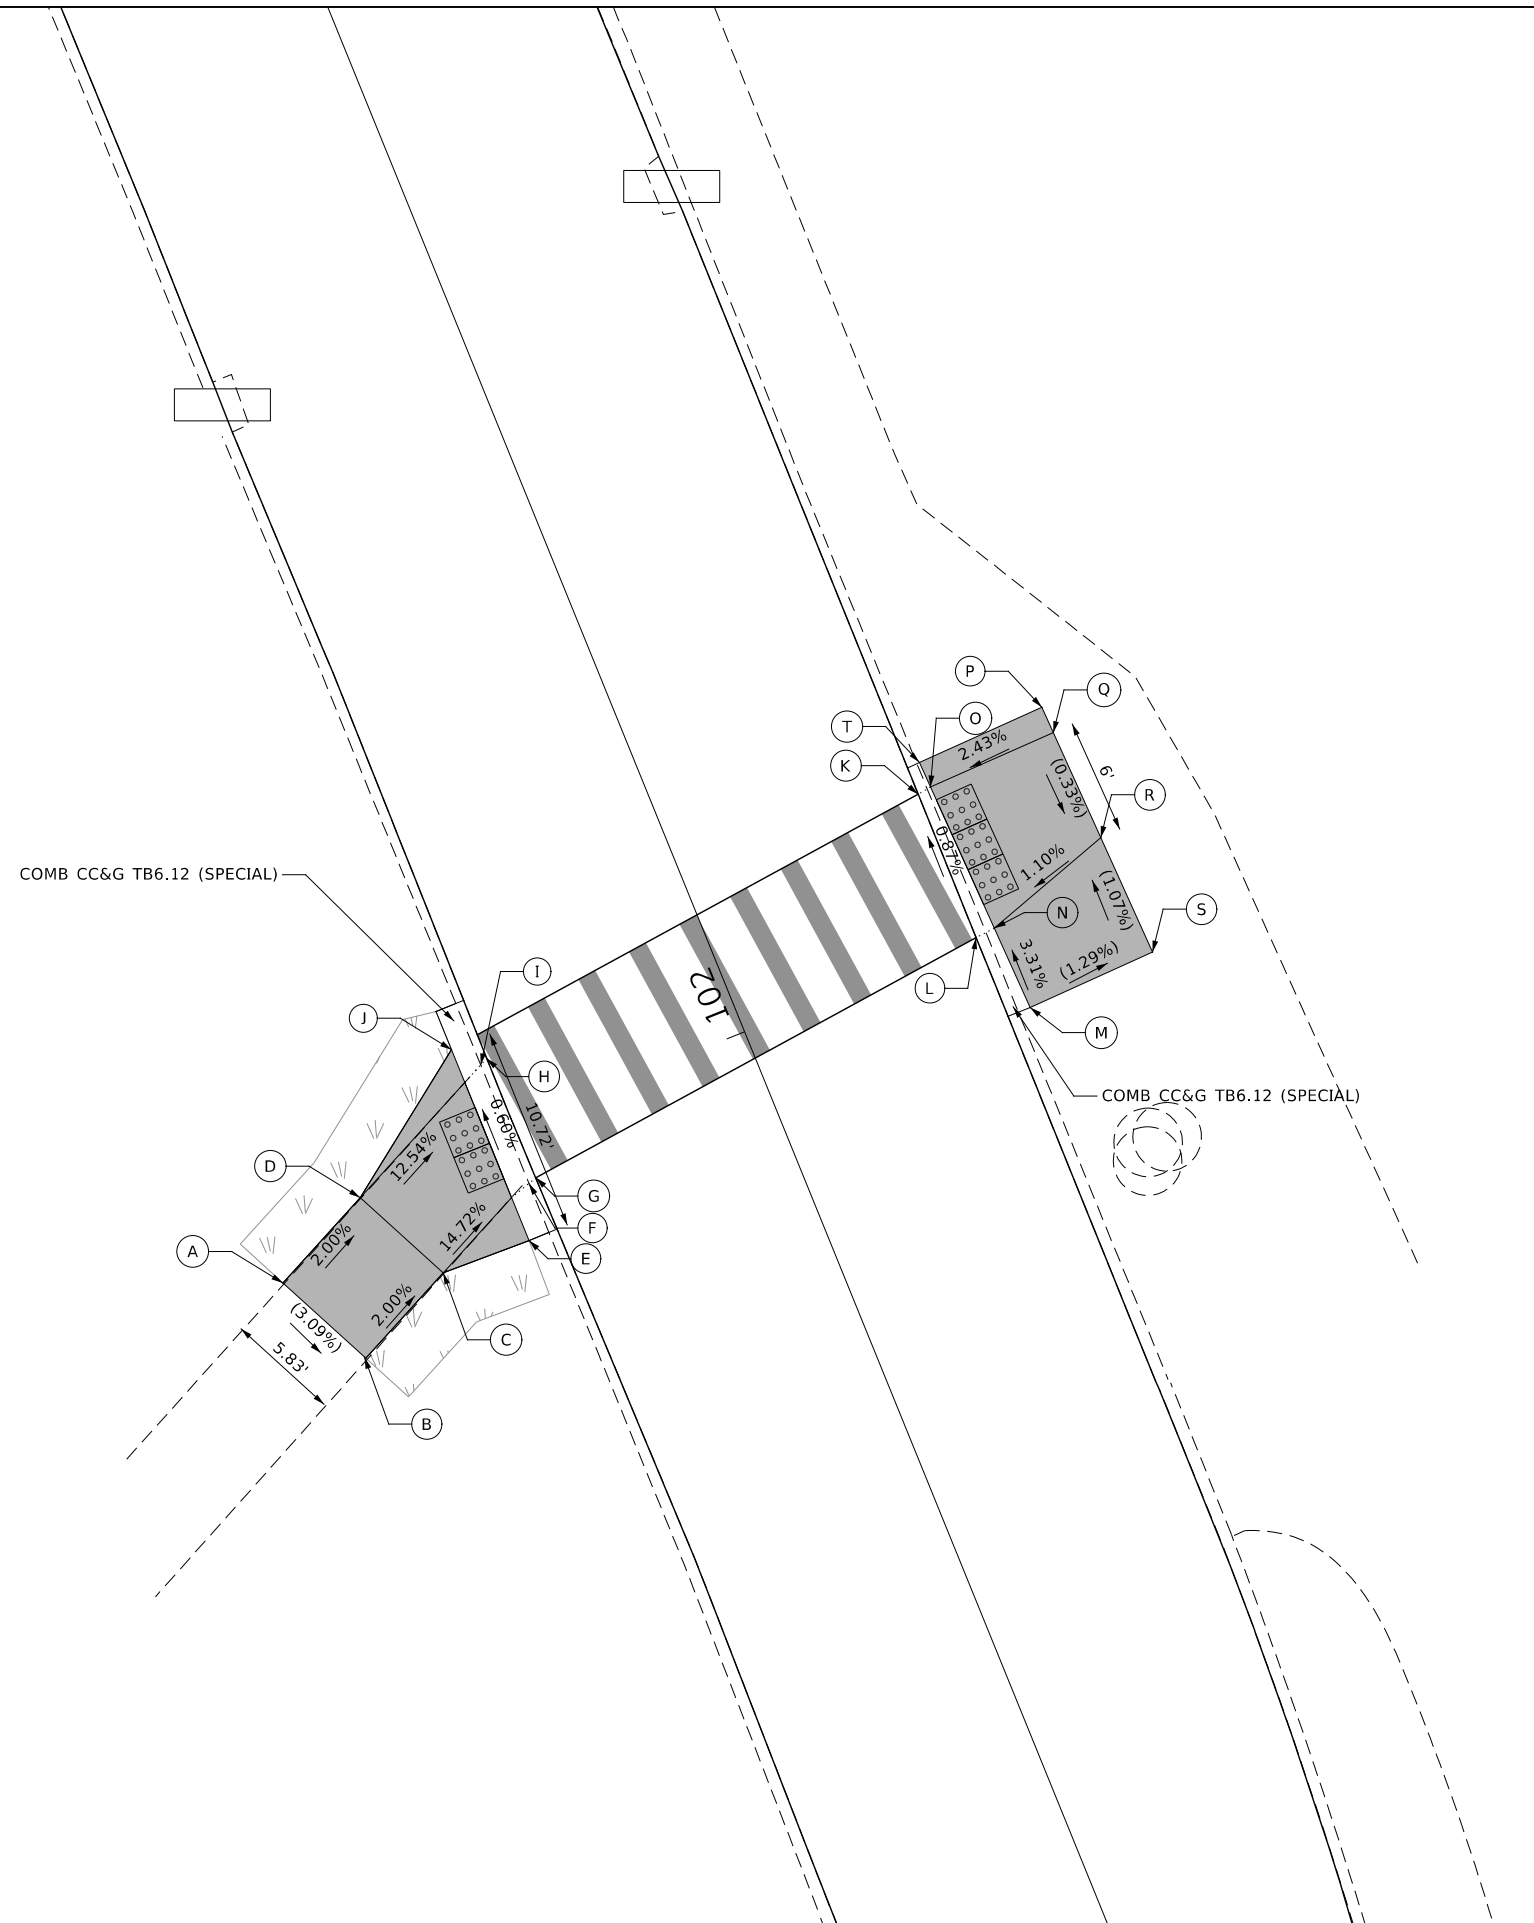 P
Q
T
O
2.43%
K
6'
(0.33%)
R
0.87%
1.10%
COMB CC&G TB6.12 (SPECIAL)
(1.07%)
N
S
I
3.31%
(1.29%)
L
102
J
M
H
COMB CC&G TB6.12 (SPECIAL)
0.60%
10.72'
12.54%
D
G
14.72%
F
A
2.00%
E
2.00%
(3.09%)
C
5.83'
B